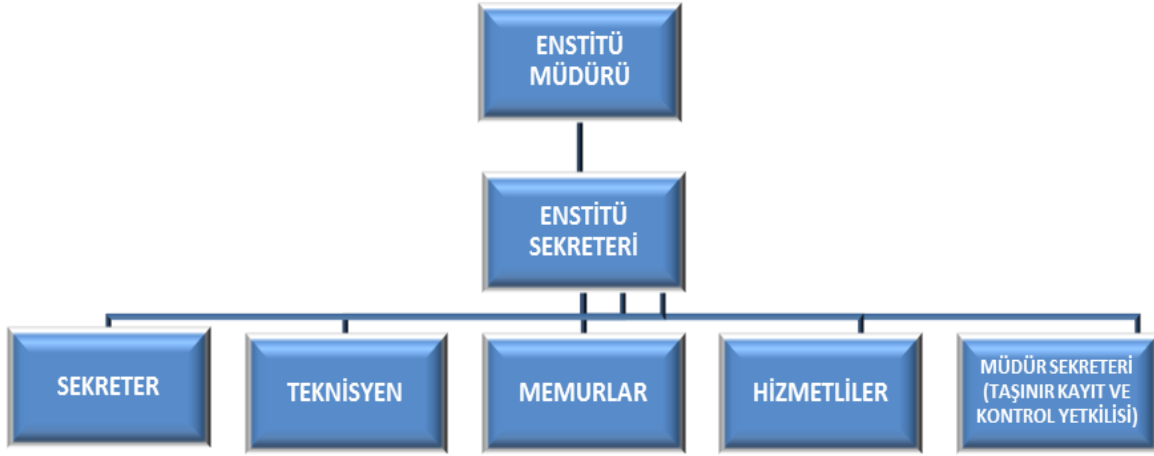 ENSTİTÜ
MÜDÜRÜ
ENSTİTÜ
SEKRETERİ
SEKRETER
TEKNİSYEN
MEMURLAR
HİZMETLİLER
MÜDÜR SEKRETERİ
(TAŞINIR KAYIT VE
KONTROL YETKİLİSİ)